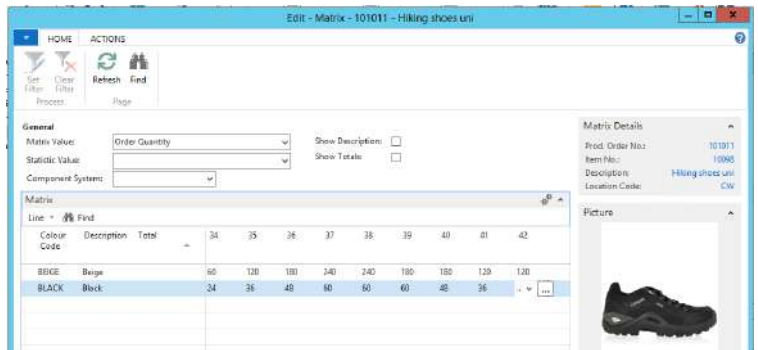 Edit - Matrix - 101011 - Hiking shoes uni
HOME ACTIONS
Set Filter
Clear Filter
Refresh
Find
Process
Page
General
Matrix Value: Order Quantity
Show Description:
Statistic Value:
Show Totals:
Component System:
Matrix
Line Find
Colour Code Description Total 34 35 36 37 38 39 40 41 42
BEIGE Beige 60 120 180 240 240 180 180 120 120
BLACK Black 24 36 48 60 60 60 48 36
Matrix Details
Prod. Order No.: 101011
Item No.: 10098
Description: Hiking shoes uni
Location Code: CW
Picture